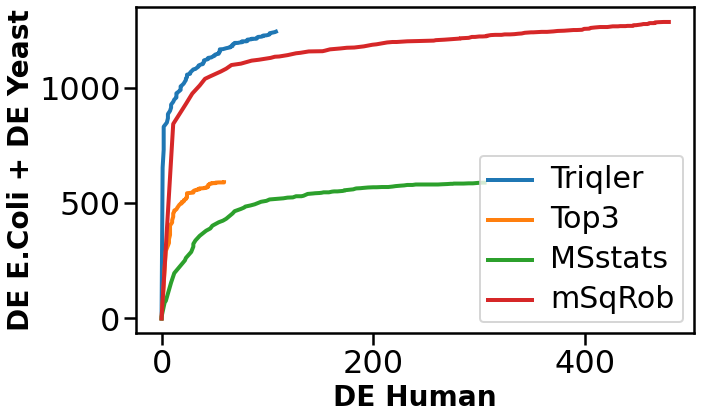 DE E.Coli + DE Yeast
1000
500
0
0 200 400
DE Human
Triqler
Top3
MSstats
mSqRob